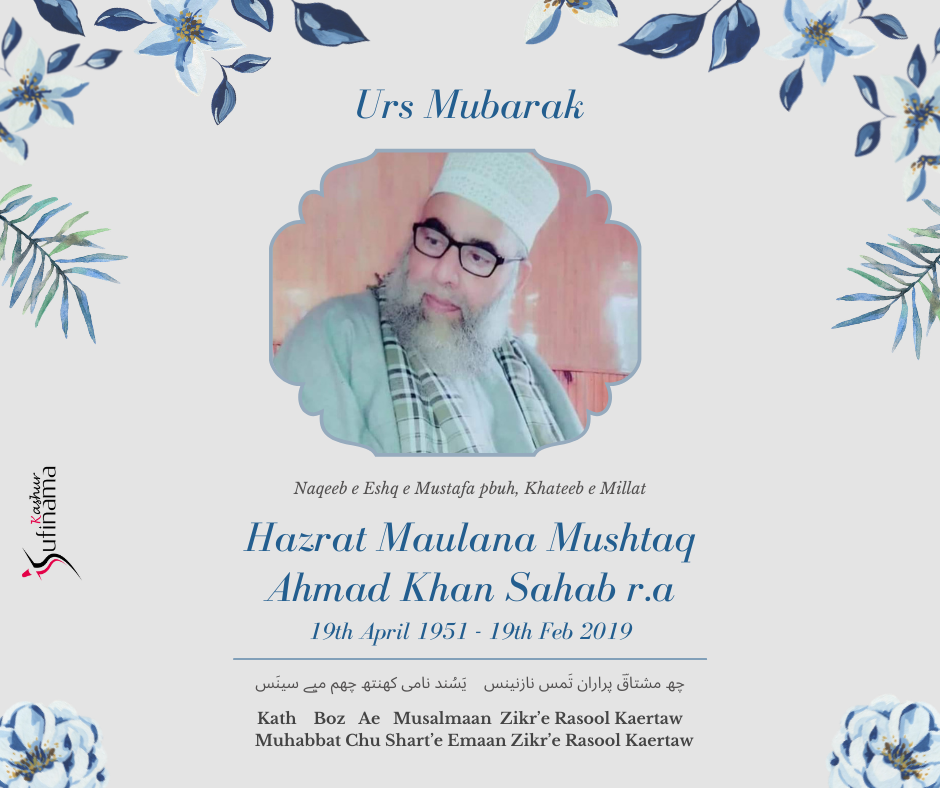 Urs Mubarak
Naqeeb e Eshq e Mustafa pbuh, Khateeb e Millat
Hazrat Maulana Mushtaq
Ahmad Khan Sahab r.a
19th April 1951 - 19th Feb 2019
چھ مشتاقؔ پراران تَمس نازنینس یَسُند نامی کھنتھ چھم میے سینَس
Kath Boz Ae Musalmaan Zikr’e Rasool Kaertaw
Muhabbat Chu Shart’e Emaan Zikr’e Rasool Kaertaw
Kashur
Sufinama